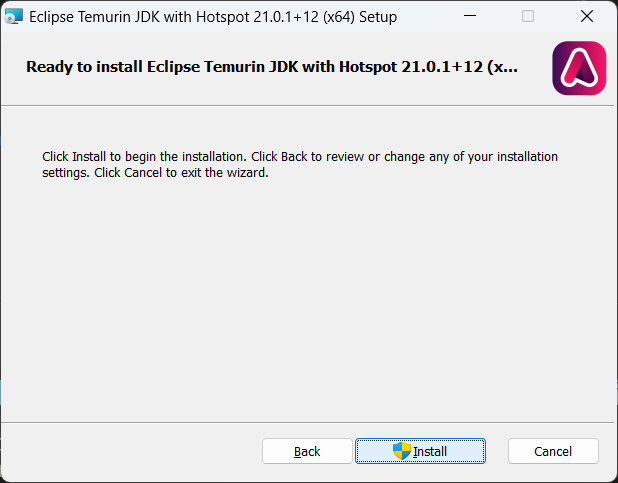 Eclipse Temurin JDK with Hotspot 21.0.1+12 (x64) Setup
Ready to install Eclipse Temurin JDK with Hotspot 21.0.1+12 (x...
Click Install to begin the installation. Click Back to review or change any of your installation
settings. Click Cancel to exit the wizard.
Back
Install
Cancel